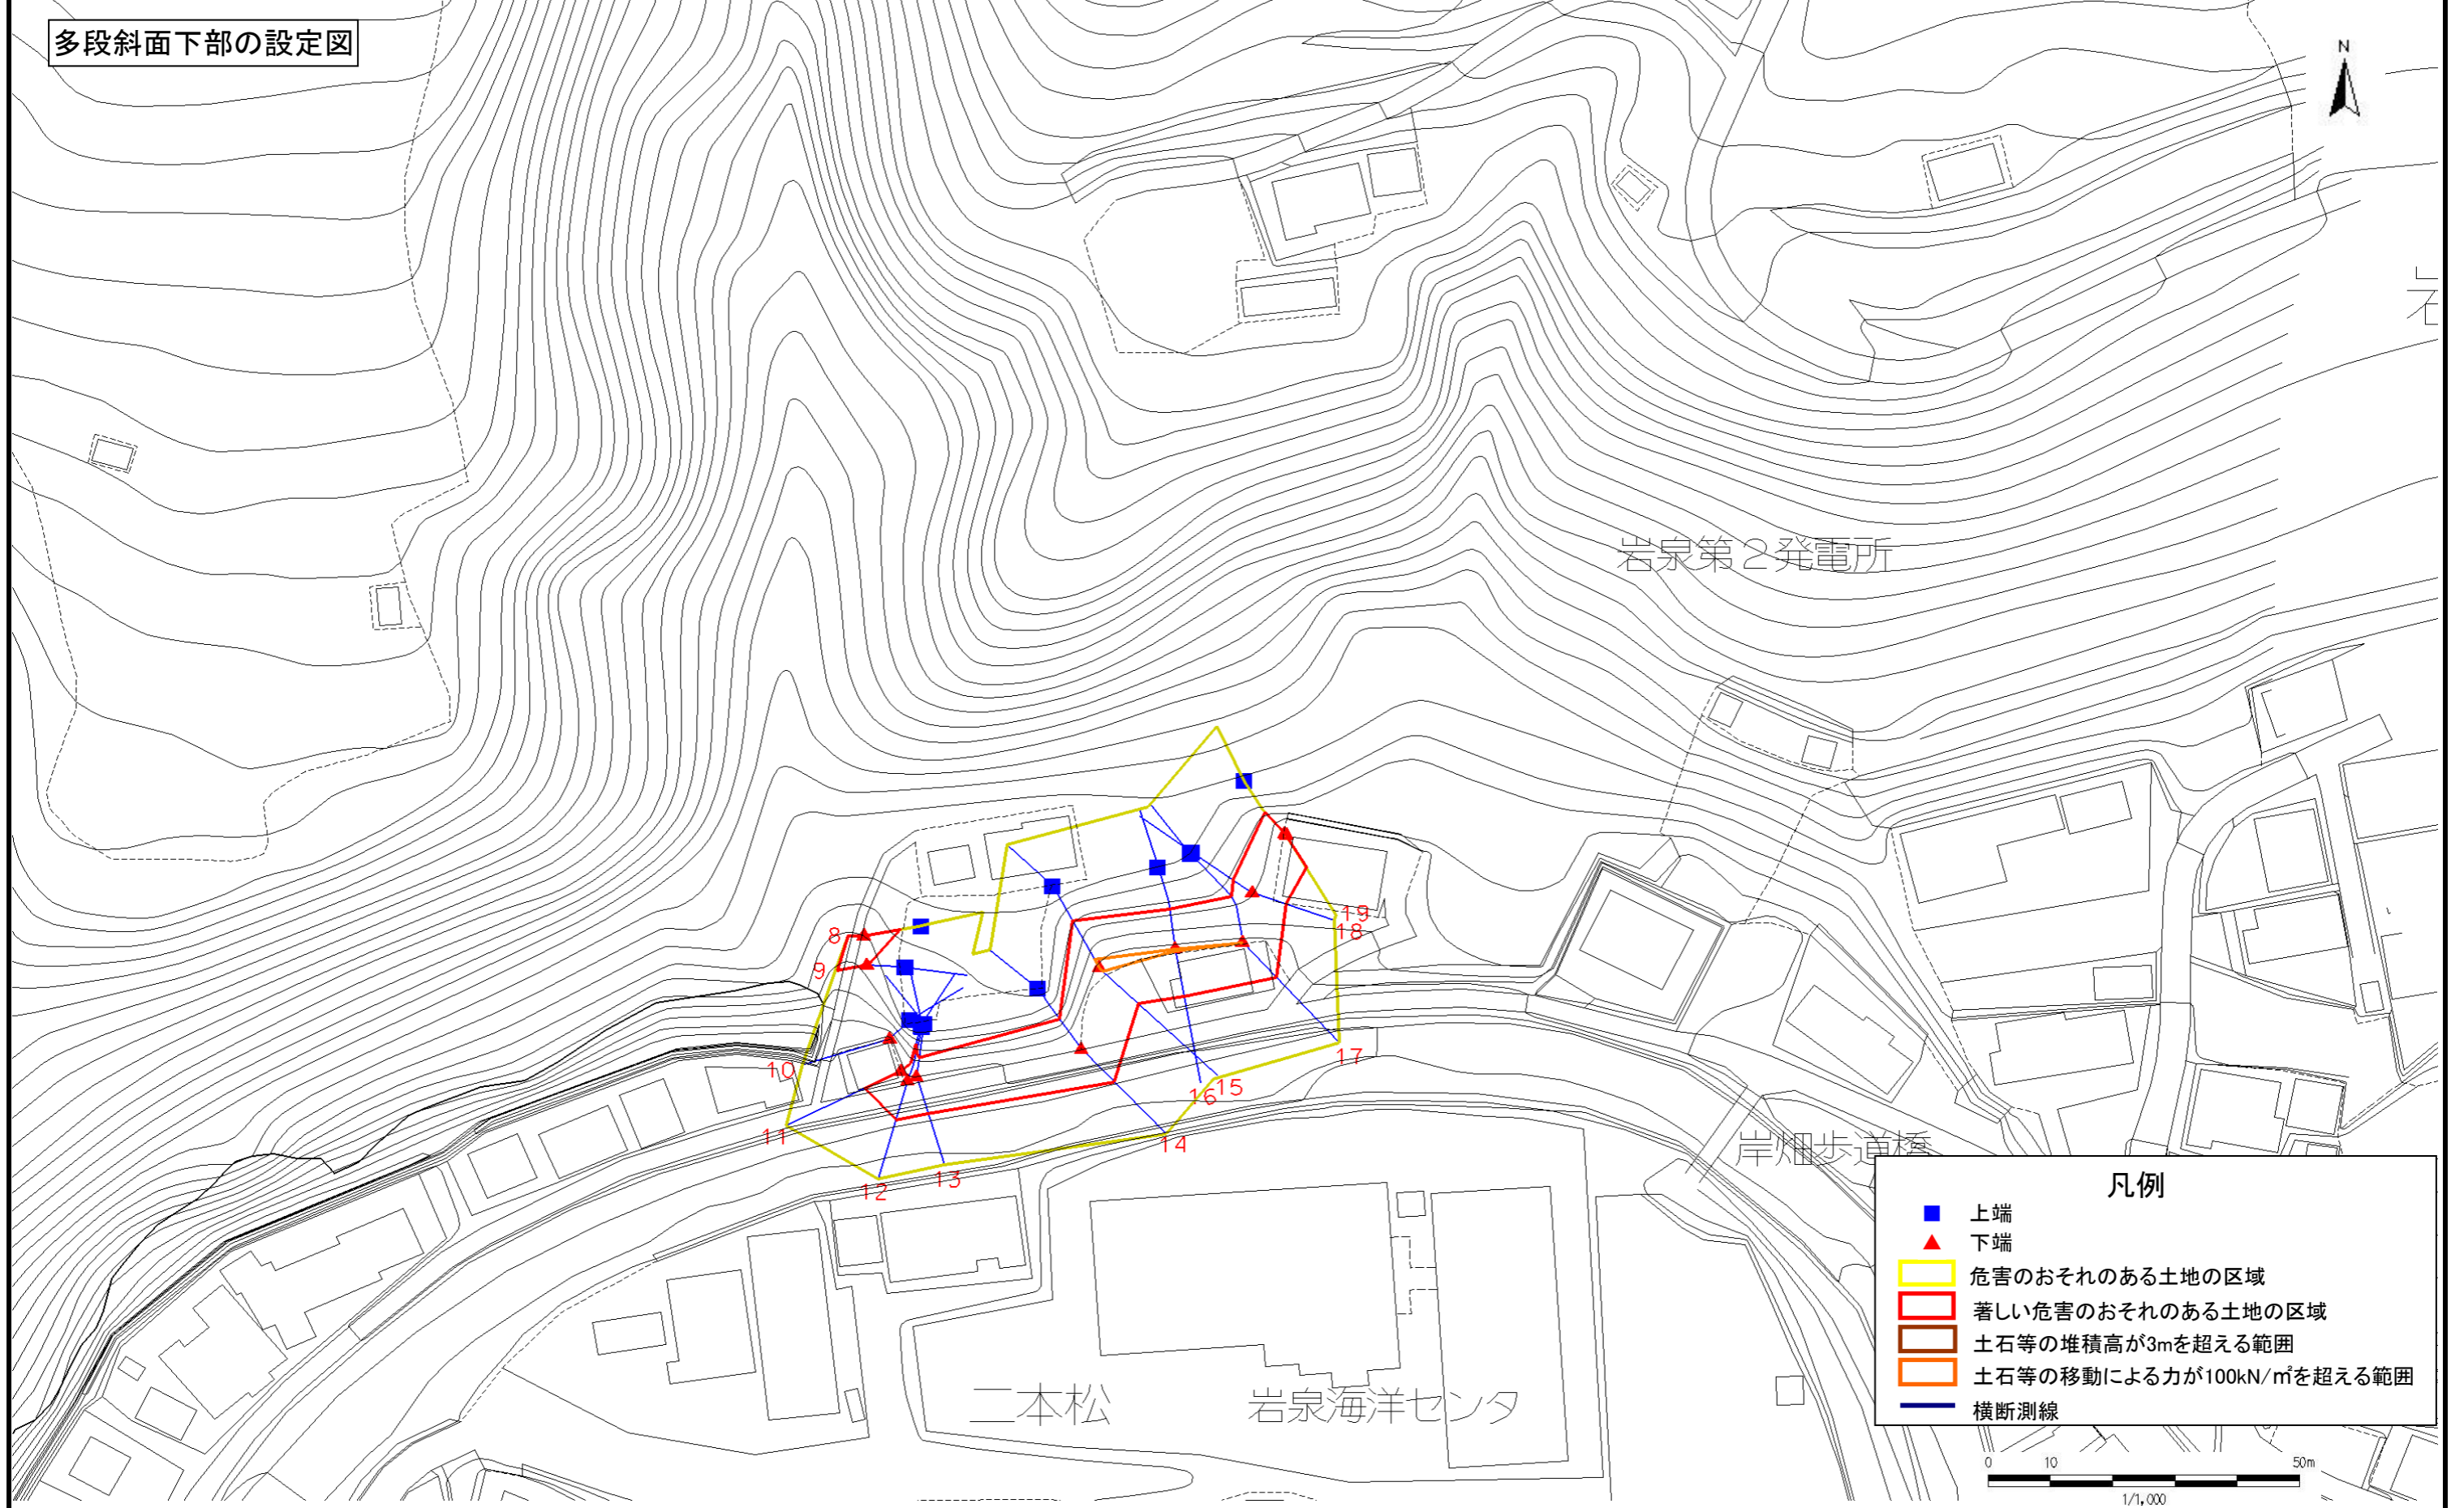 多段斜面下部の設定図
N
岩泉第２発電所
8
9
10
11
12
13
14
15
16
17
18
19
岸畑歩道橋
二本松
岩泉海洋センタ
凡例
上端
下端
危害のおそれのある土地の区域
著しい危害のおそれのある土地の区域
土石等の堆積高が3mを超える範囲
土石等の移動による力が100kN/㎡を超える範囲
横断測線
0 10 50m
1/1,000